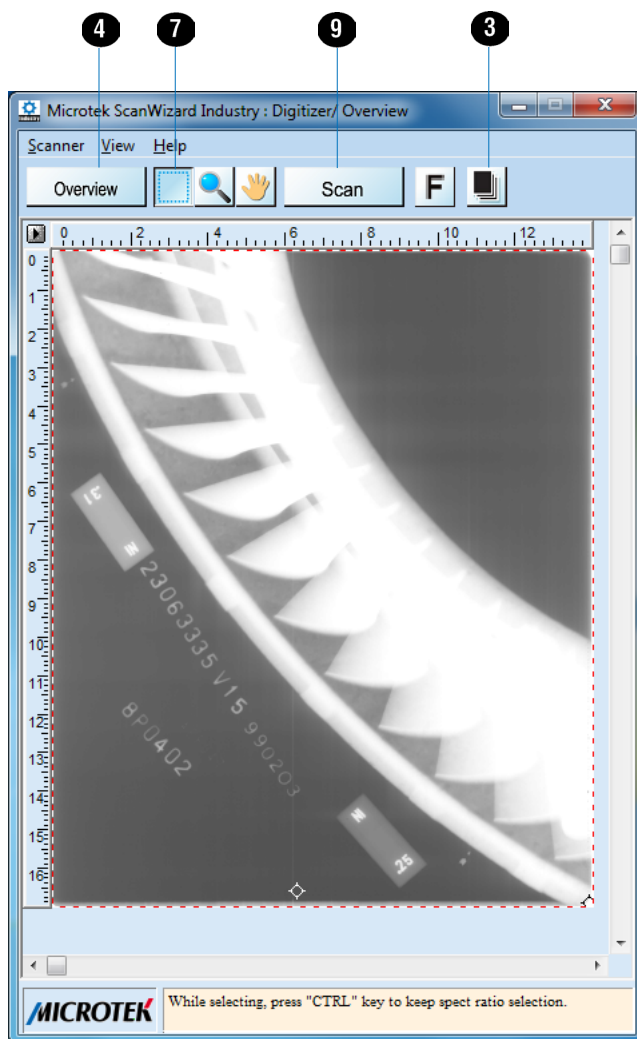 4 7 9 3
Microtek ScanWizard Industry : Digitizer/ Overview
Scanner View Help
Overview Scan F
0 2 4 6 8 10 12
0
1
2
3
4
5
6
7
8
9
10
11
12
13
14
15
16
31
IN
23063335 V15 990203
8P0402
N
.25
MICROTEK
While selecting, press "CTRL" key to keep spect ratio selection.